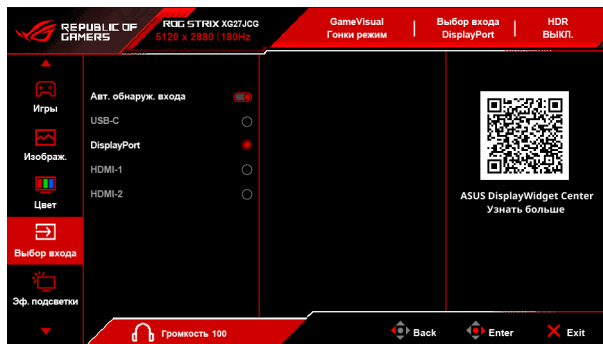 REPUBLIC OF
GAMERS
ROG STRIX XG27JCG
5120 x 2880 | 180Hz
GameVisual
Гонки режим
Выбор входа
DisplayPort
HDR
ВЫКЛ.
Игры
Изображ.
Цвет
Выбор входа
Эф. подсветки
Авт. обнаруж. входа
USB-C
DisplayPort
HDMI-1
HDMI-2
ASUS DisplayWidget Center
Узнать больше
Громкость 100
Back
Enter
Exit